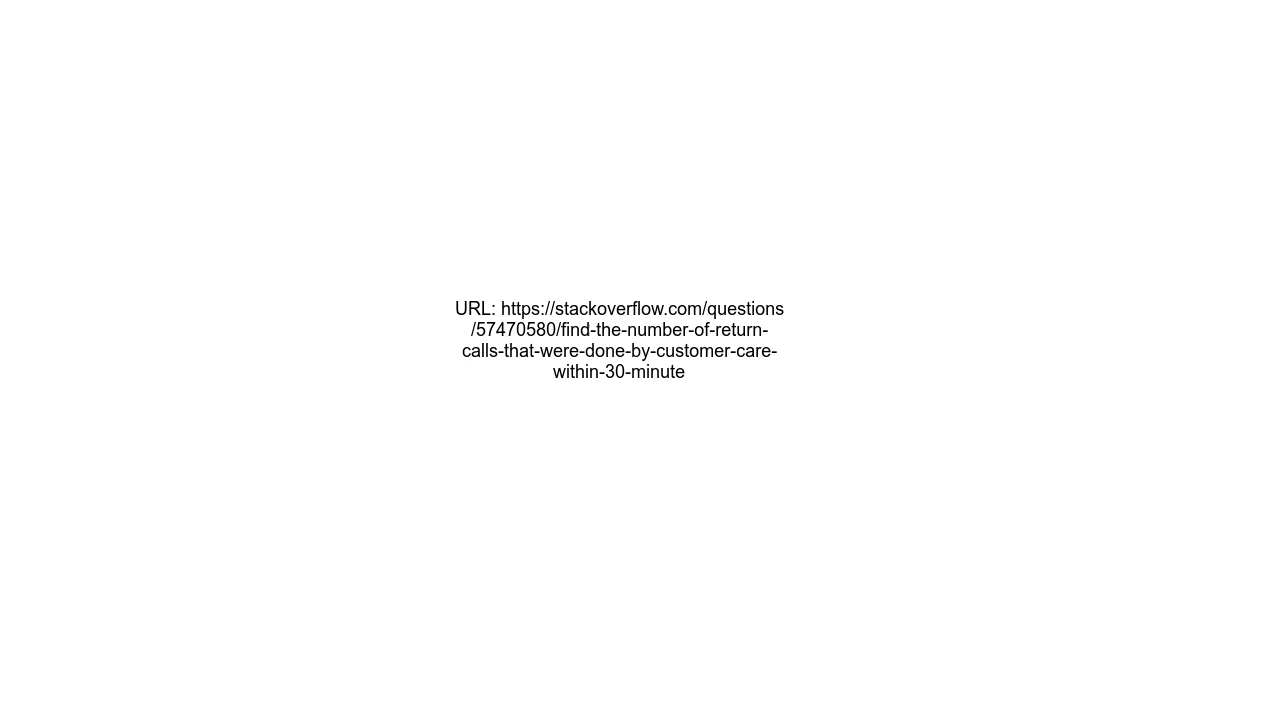 URL: https://stackoverflow.com/questions
/57470580/find-the-number-of-return-
calls-that-were-done-by-customer-care-
within-30-minute